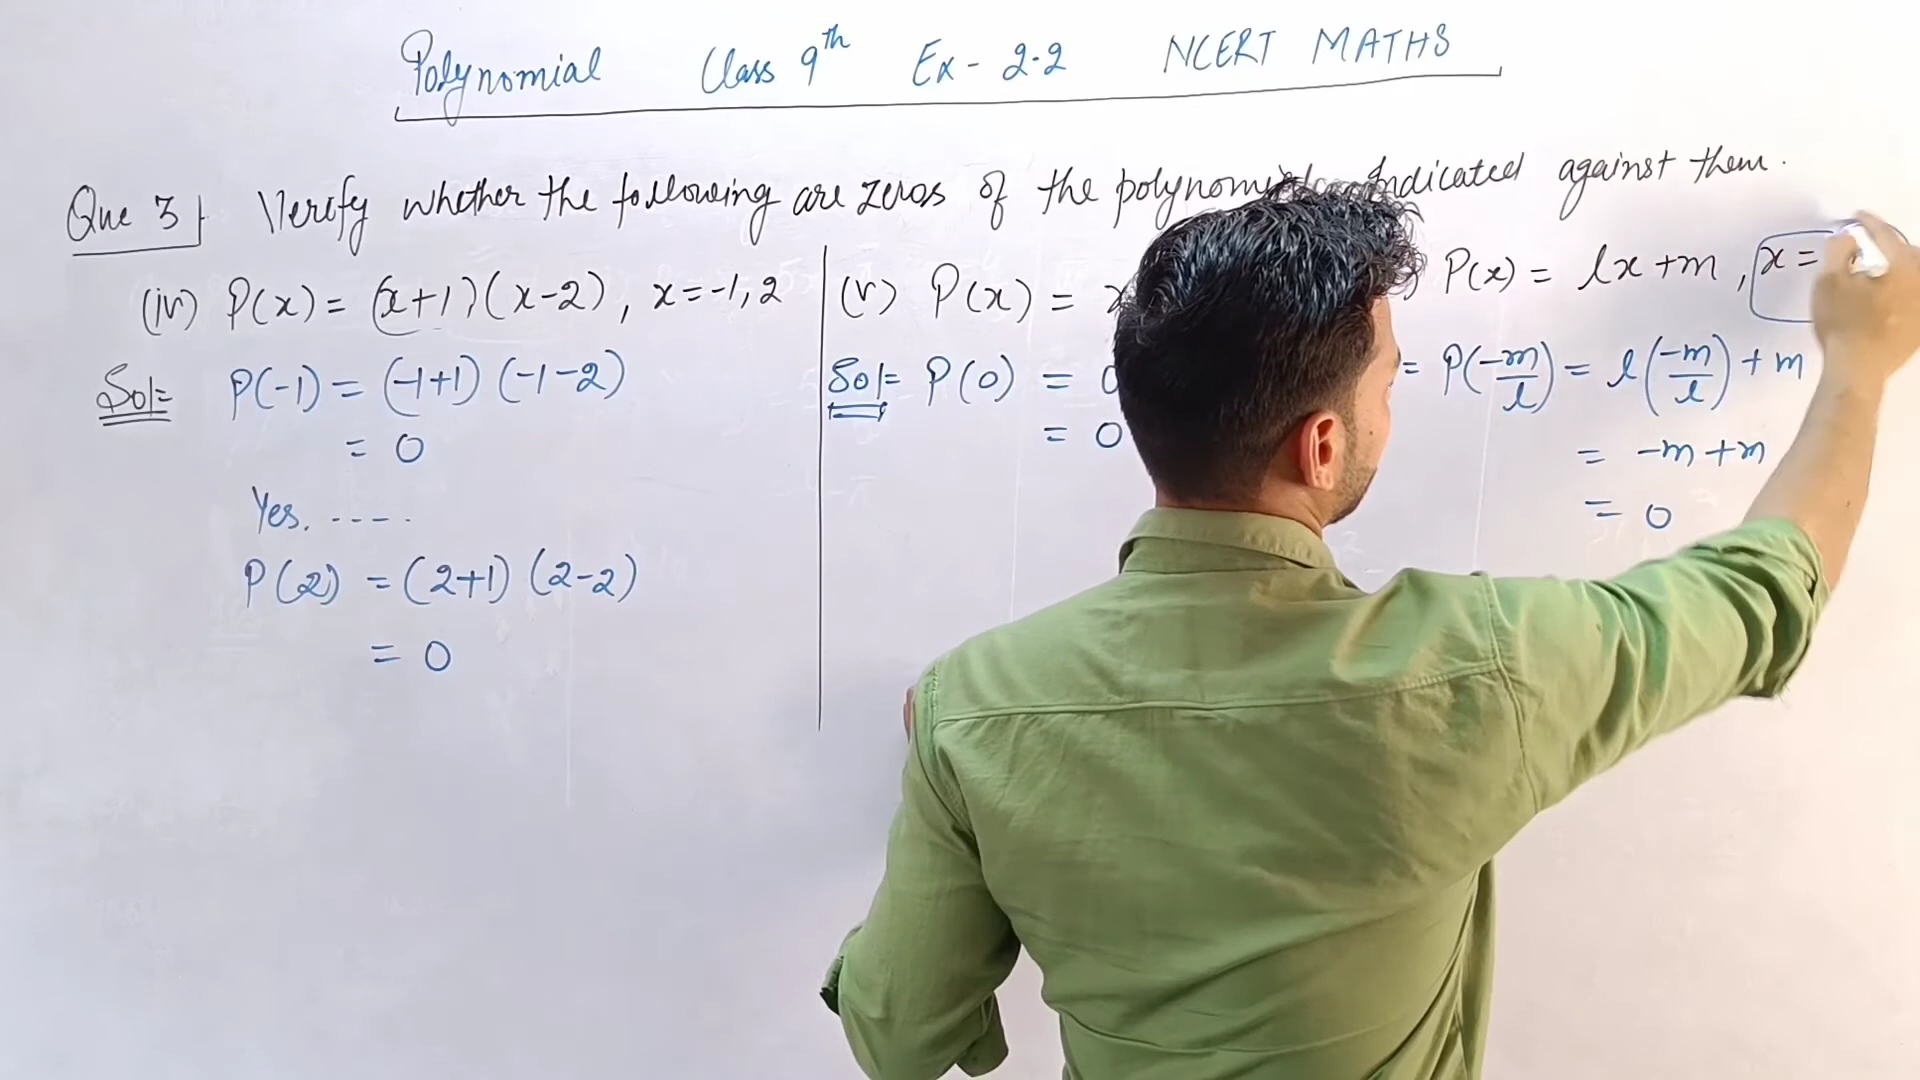 Polynomial Class 9th Ex- 2.2 NCERT MATHS
Que 3 Verify whether the following are zeros of the polynomial, Indicated against them.
(iv) P(x) = (x+1)(x-2), x=-1,2
Sol= P(-1) = (-1+1) (-1-2)
= 0
Yes. ----.
P(2) = (2+1) (2-2)
= 0
(v) P(x) =
Sol= P(0) = 0
= 0
P(x) = lx+m, x=
= P(-m/l) = l(-m/l) + m
= -m+m
= 0